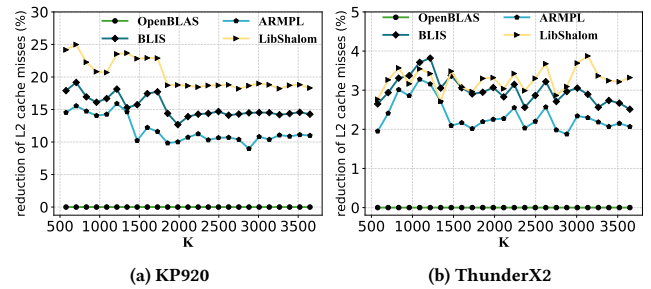 OpenBLAS
BLIS
ARMPL
LibShalom
reduction of L2 cache misses (%)
30
25
20
15
10
5
0
500 1000 1500 2000 2500 3000 3500
K
(a) KP920
OpenBLAS
BLIS
ARMPL
LibShalom
reduction of L2 cache misses (%)
5
4
3
2
1
0
500 1000 1500 2000 2500 3000 3500
K
(b) ThunderX2